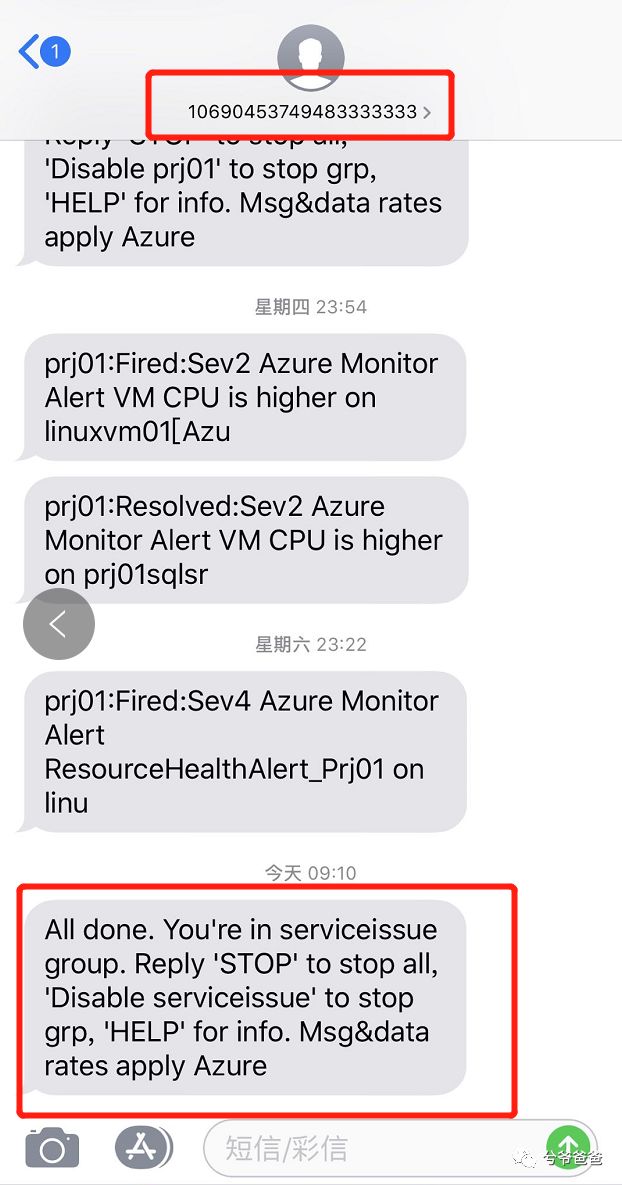 1
10690453749483333333 >
Reply 'STOP' to stop all,
'Disable prj01' to stop grp,
'HELP' for info. Msg&data rates
apply Azure
星期四 23:54
prj01:Fired:Sev2 Azure Monitor
Alert VM CPU is higher on
linuxvm01[Azu
prj01:Resolved:Sev2 Azure
Monitor Alert VM CPU is higher
on prj01sqlsr
星期六 23:22
prj01:Fired:Sev4 Azure Monitor
Alert
ResourceHealthAlert_Prj01 on
linu
今天 09:10
All done. You're in serviceissue
group. Reply 'STOP' to stop all,
'Disable serviceissue' to stop
grp, 'HELP' for info. Msg&data
rates apply Azure
短信/彩信
兮爷爸爸